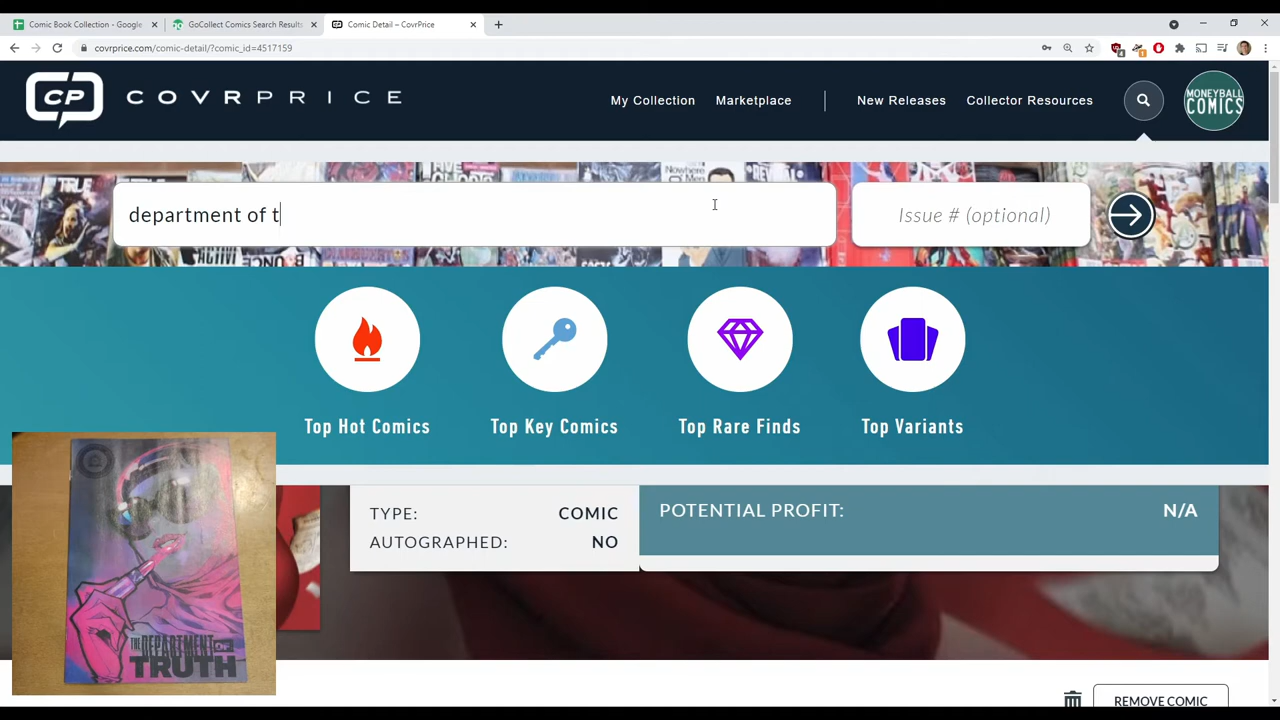 Comic Book Collection - Google
GoCollect Comics Search Results
Comic Detail – CovrPrice
covrprice.com/comic-detail/?comic_id=4517159
CP COVRPRICE
My Collection
Marketplace
New Releases
Collector Resources
MONEYBALL
COMICS
department of t
Issue # (optional)
Top Hot Comics
Top Key Comics
Top Rare Finds
Top Variants
TYPE: COMIC
AUTOGRAPHED: NO
POTENTIAL PROFIT: N/A
THE DEPARTMENT OF
TRUTH
REMOVE COMIC